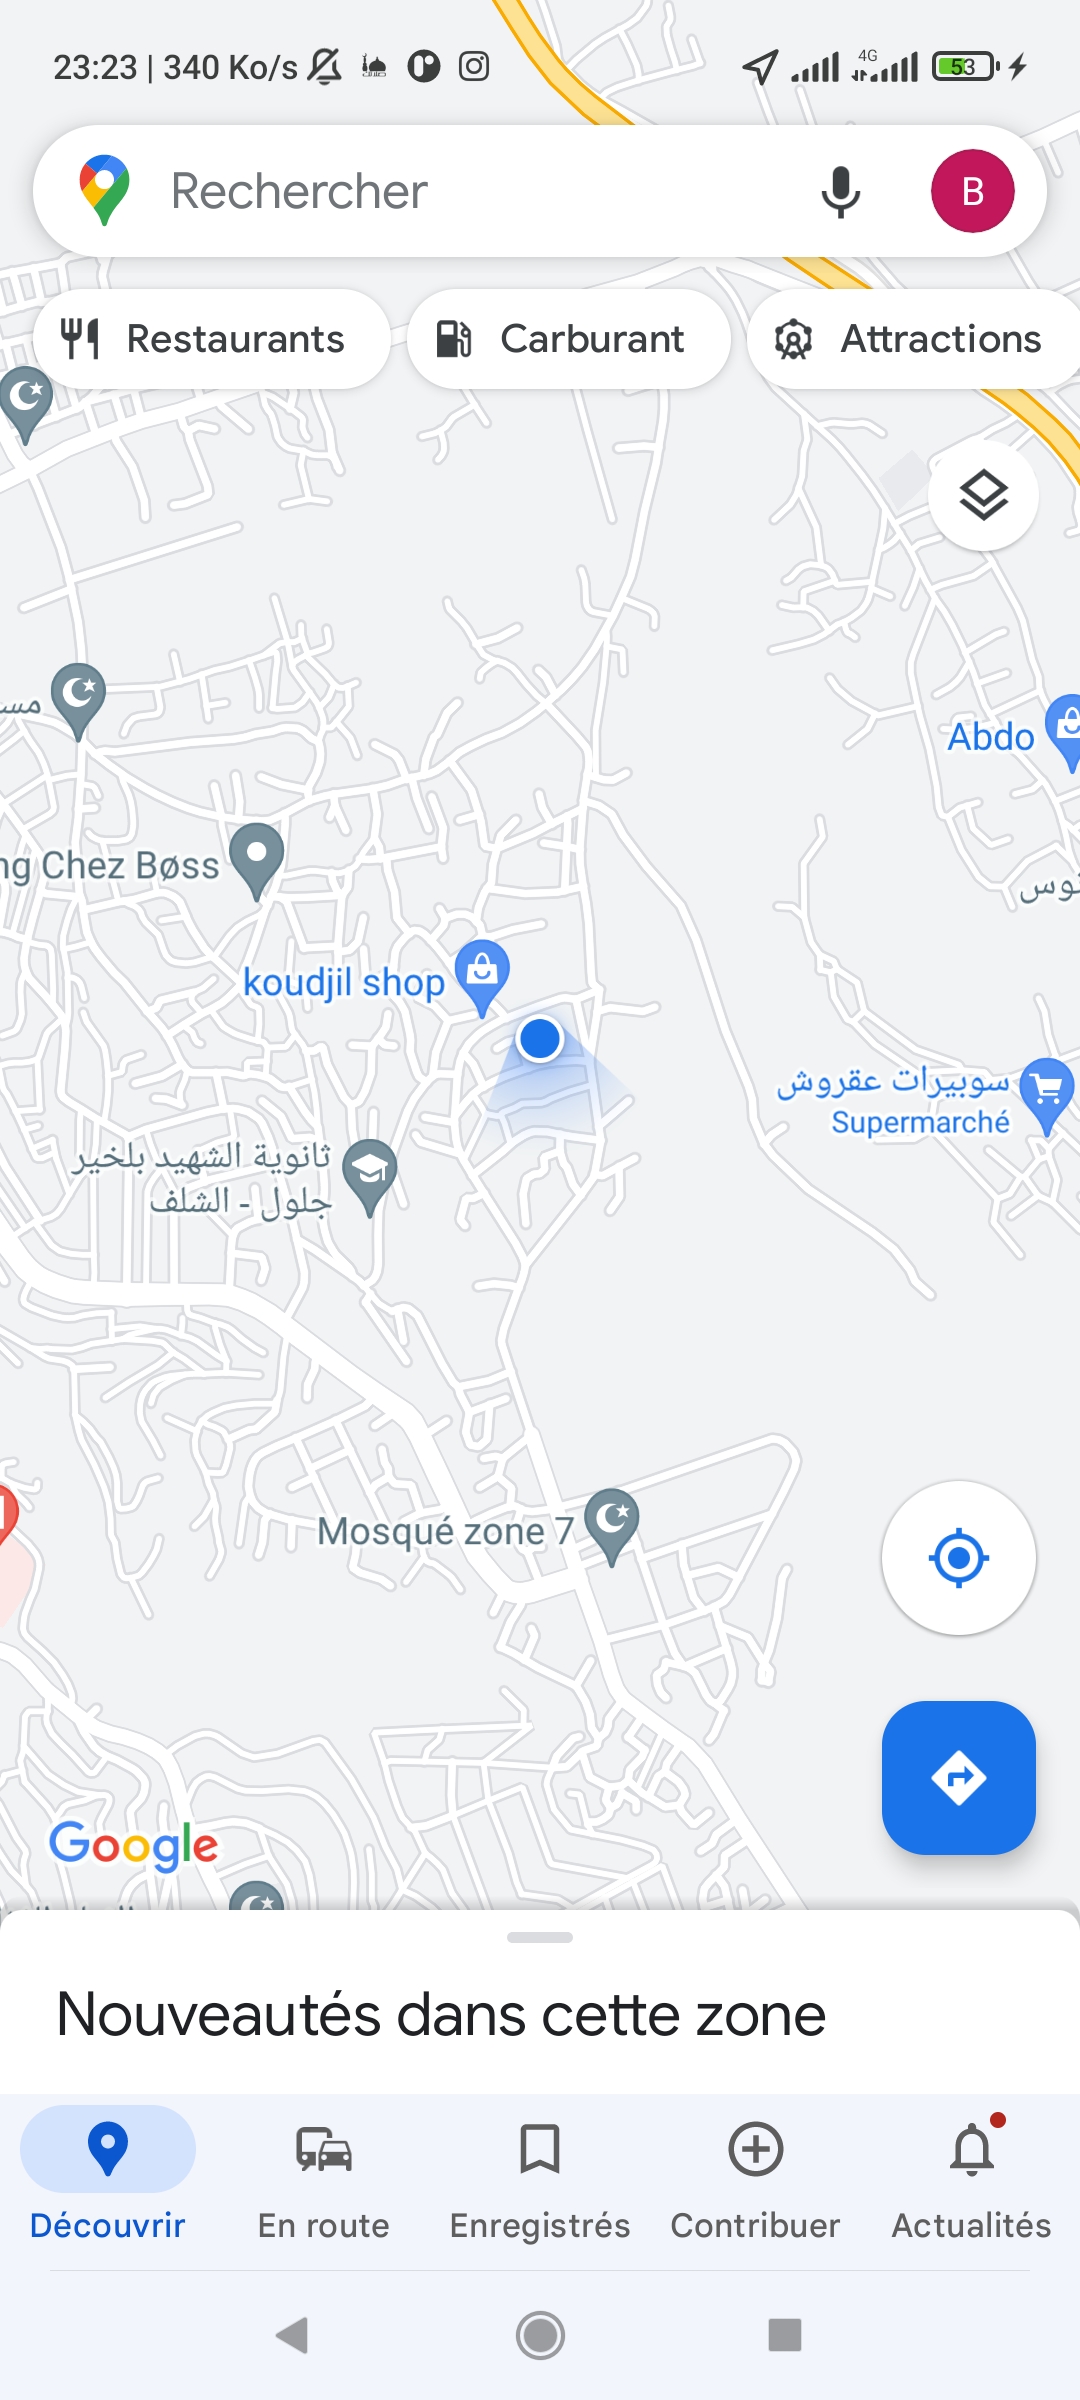 23:23 | 340 Ko/s
4G
53
Rechercher
B
Restaurants
Carburant
Attractions
Abdo
ng Chez Bøss
koudjil shop
سوبيرات عقروش
Supermarché
ثانوية الشهيد بلخير
جلول - الشلف
Mosqué zone 7
Google
Nouveautés dans cette zone
Découvrir
En route
Enregistrés
Contribuer
Actualités